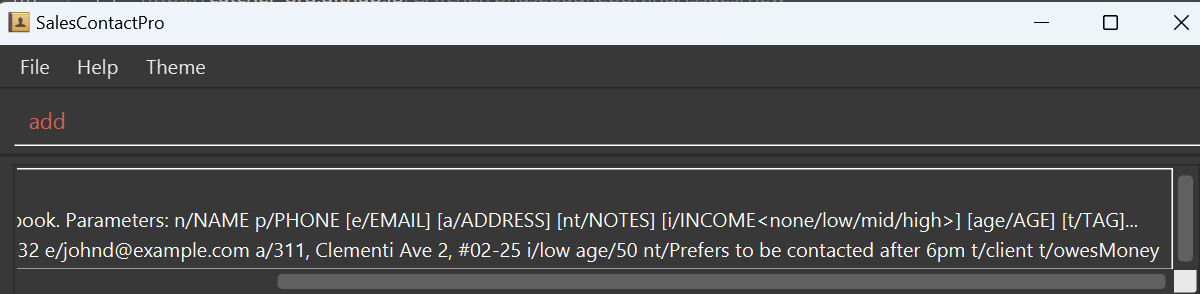 SalesContactPro
File Help Theme
add
book. Parameters: n/NAME p/PHONE [e/EMAIL] [a/ADDRESS] [nt/NOTES] [i/INCOME<none/low/mid/high>] [age/AGE] [t/TAG]...
32 e/johnd@example.com a/311, Clementi Ave 2, #02-25 i/low age/50 nt/Prefers to be contacted after 6pm t/client t/owesMoney